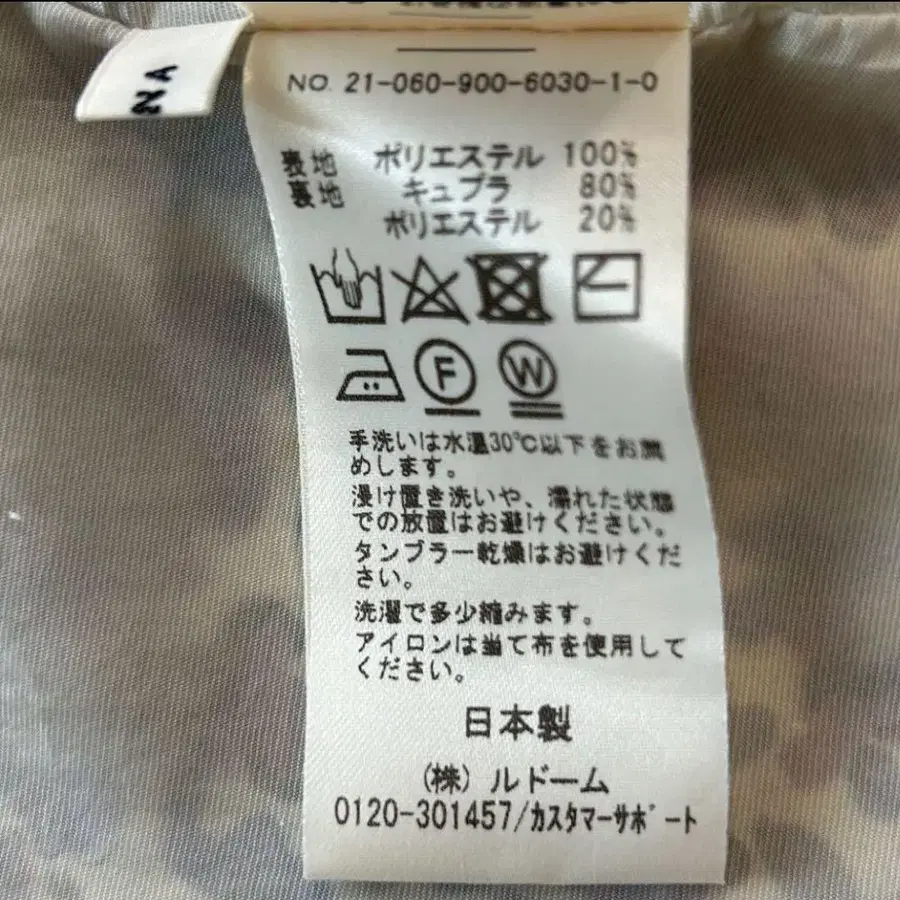 NA
NO. 21-060-900-6030-1-0
表地 ポリエステル 100%
裏地 キュプラ 80%
ポリエステル 20%
F W
手洗いは水温30℃以下をお薦
めします。
浸け置き洗いや、濡れた状態
での放置はお避けください。
タンブラー乾燥はお避けくだ
さい。
洗濯で多少縮みます。
アイロンは当て布を使用して
ください。
日本製
(株) ルドーム
0120-301457/カスタマーサポート